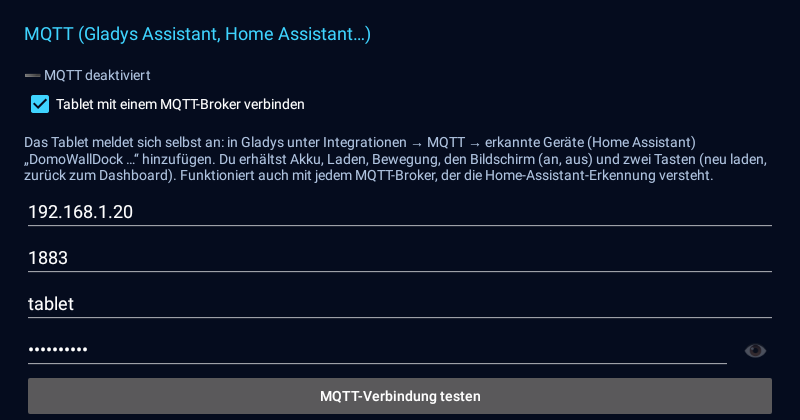 MQTT (Gladys Assistant, Home Assistant…)
MQTT deaktiviert
Tablet mit einem MQTT-Broker verbinden
Das Tablet meldet sich selbst an: in Gladys unter Integrationen → MQTT → erkannte Geräte (Home Assistant)
„DomoWallDock …“ hinzufügen. Du erhältst Akku, Laden, Bewegung, den Bildschirm (an, aus) und zwei Tasten (neu laden,
zurück zum Dashboard). Funktioniert auch mit jedem MQTT-Broker, der die Home-Assistant-Erkennung versteht.
192.168.1.20
1883
tablet
••••••••••
MQTT-Verbindung testen